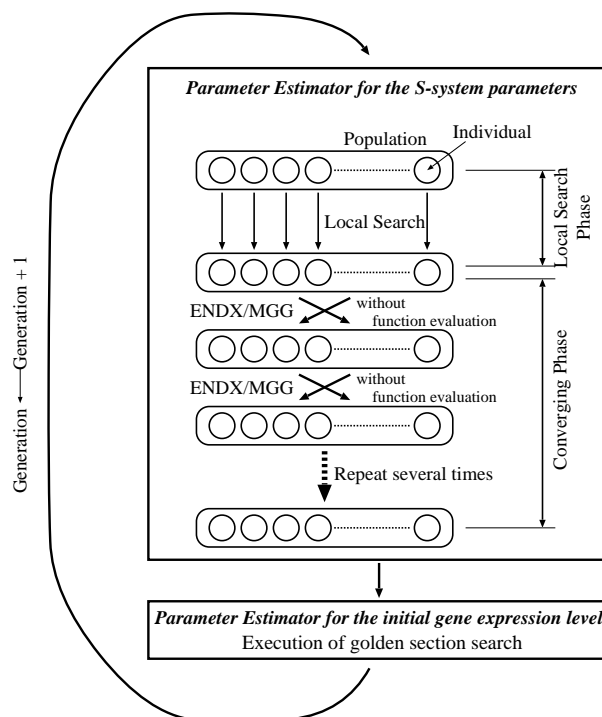 Parameter Estimator for the S-system parameters
Individual
Population
Local Search
Local Search
Phase
ENDX/MGG
without
function evaluation
ENDX/MGG
without
function evaluation
Converging Phase
Repeat several times
Generation ← Generation + 1
Parameter Estimator for the initial gene expression level
Execution of golden section search